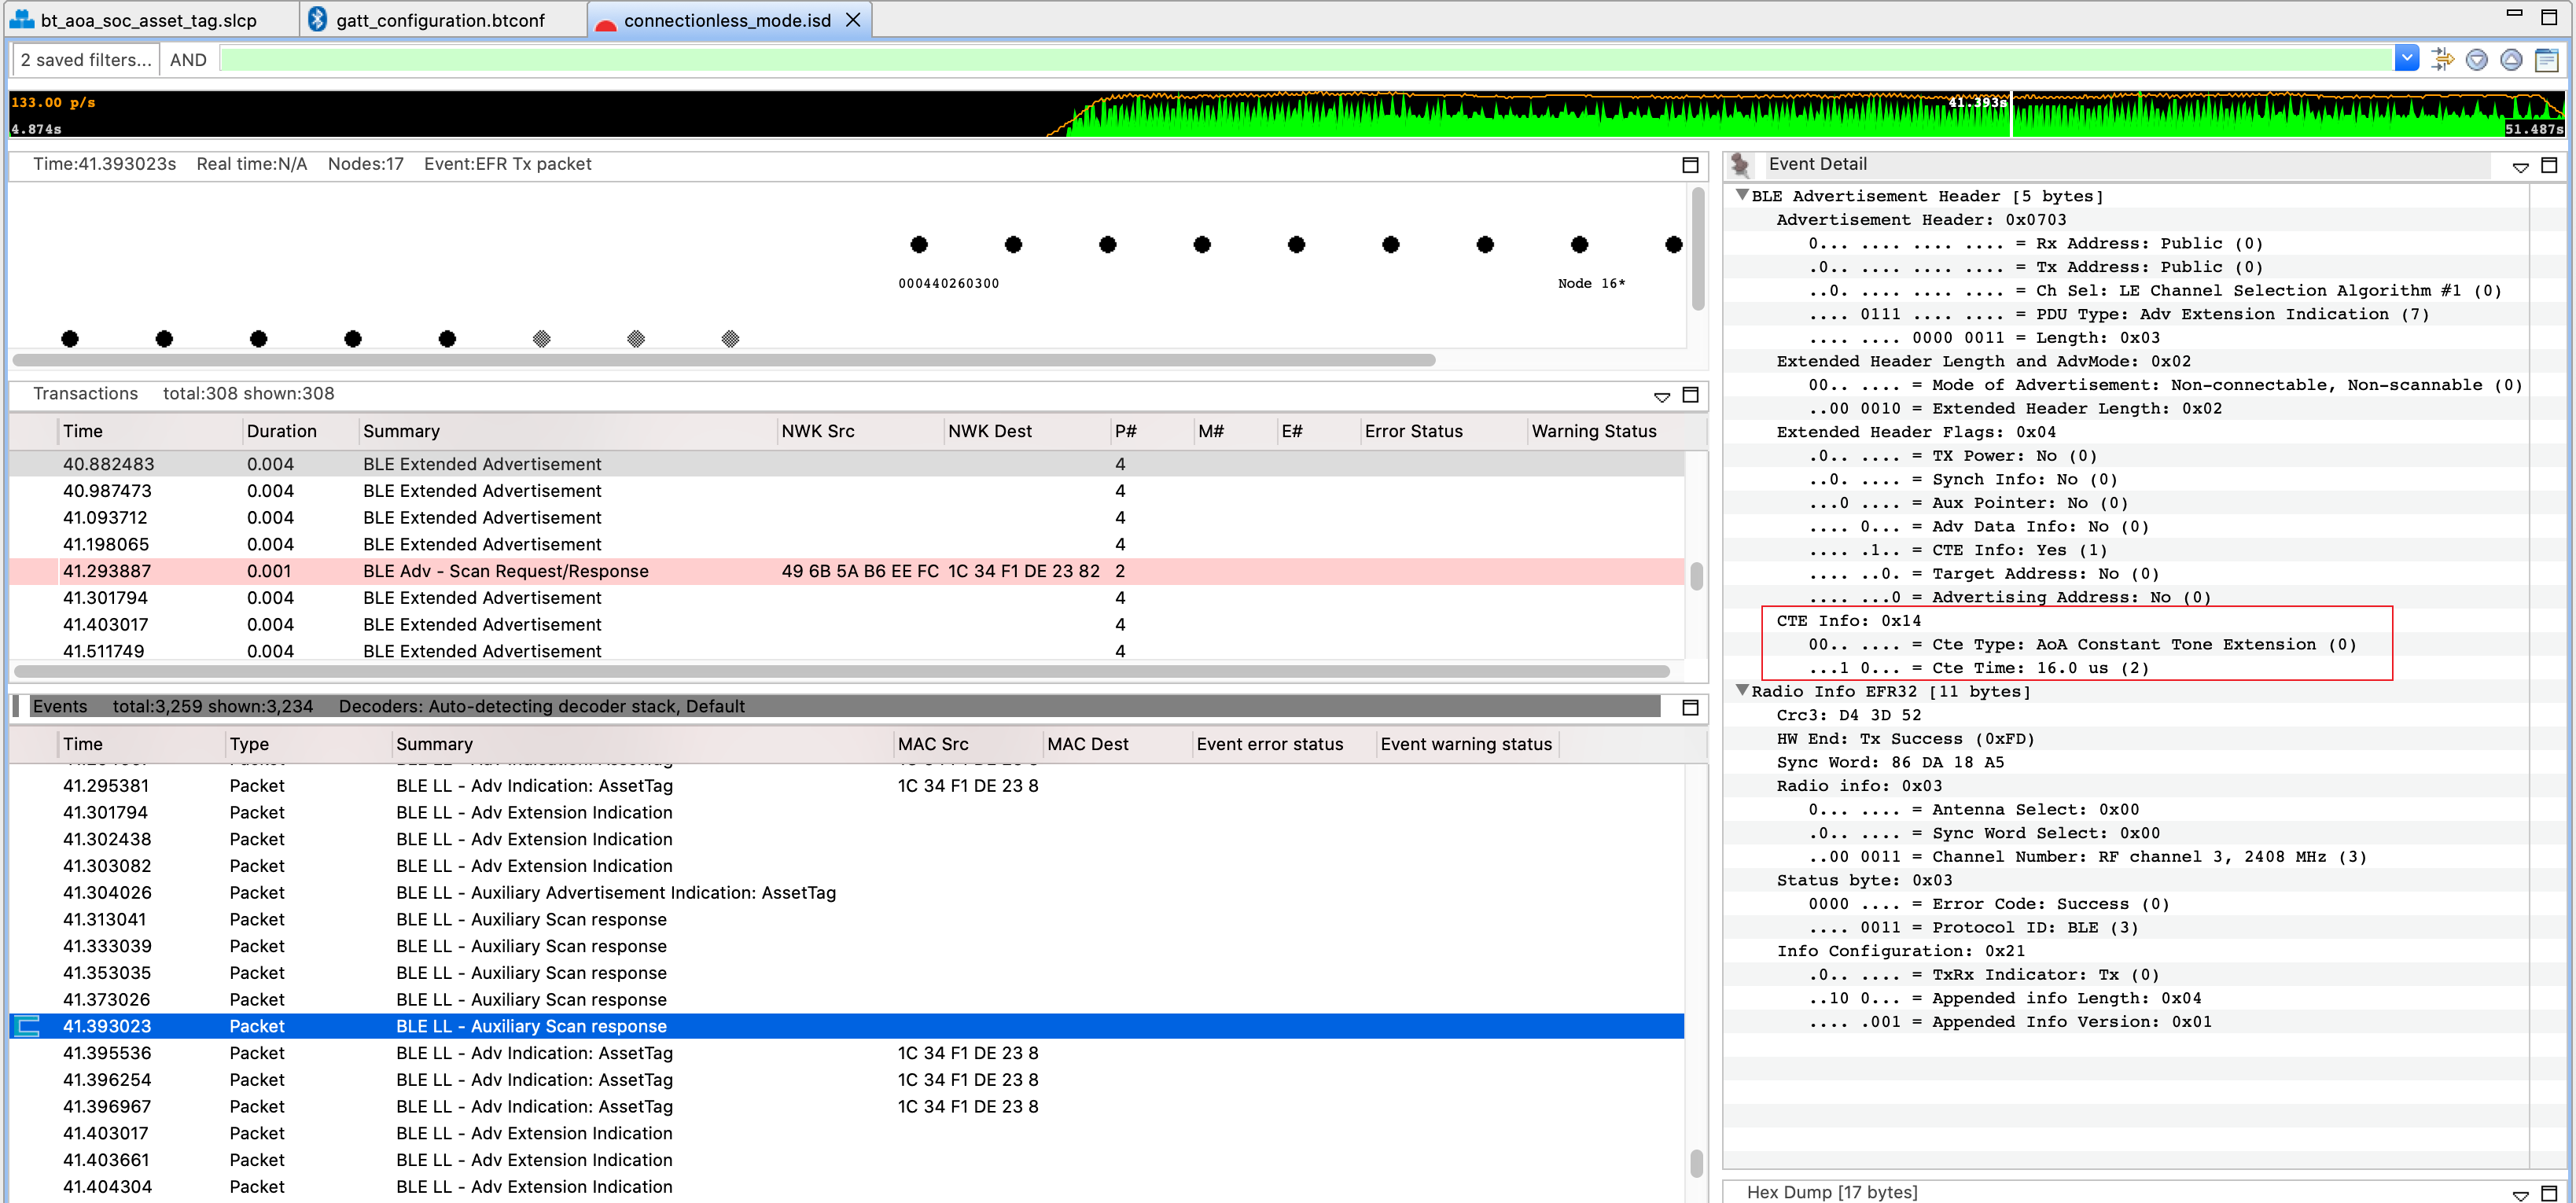 bt_aoa_soc_asset_tag.slcp gatt_configuration.btconf connectionless_mode.isd
2 saved filters... AND
133.00 p/s
41.393s
4.874s
51.487s
Time:41.393023s Real time:N/A Nodes:17 Event:EFR Tx packet
000440260300 Node 16*
Transactions total:308 shown:308
Time Duration Summary NWK Src NWK Dest P# M# E# Error Status Warning Status
40.882483 0.004 BLE Extended Advertisement 4
40.987473 0.004 BLE Extended Advertisement 4
41.093712 0.004 BLE Extended Advertisement 4
41.198065 0.004 BLE Extended Advertisement 4
41.293887 0.001 BLE Adv - Scan Request/Response 49 6B 5A B6 EE FC 1C 34 F1 DE 23 82 2
41.301794 0.004 BLE Extended Advertisement 4
41.403017 0.004 BLE Extended Advertisement 4
41.511749 0.004 BLE Extended Advertisement 4
Events total:3,259 shown:3,234 Decoders: Auto-detecting decoder stack, Default
Time Type Summary MAC Src MAC Dest Event error status Event warning status
41.295381 Packet BLE LL - Adv Indication: AssetTag 1C 34 F1 DE 23 8
41.301794 Packet BLE LL - Adv Extension Indication
41.302438 Packet BLE LL - Adv Extension Indication
41.303082 Packet BLE LL - Adv Extension Indication
41.304026 Packet BLE LL - Auxiliary Advertisement Indication: AssetTag
41.313041 Packet BLE LL - Auxiliary Scan response
41.333039 Packet BLE LL - Auxiliary Scan response
41.353035 Packet BLE LL - Auxiliary Scan response
41.373026 Packet BLE LL - Auxiliary Scan response
41.393023 Packet BLE LL - Auxiliary Scan response
41.395536 Packet BLE LL - Adv Indication: AssetTag 1C 34 F1 DE 23 8
41.396254 Packet BLE LL - Adv Indication: AssetTag 1C 34 F1 DE 23 8
41.396967 Packet BLE LL - Adv Indication: AssetTag 1C 34 F1 DE 23 8
41.403017 Packet BLE LL - Adv Extension Indication
41.403661 Packet BLE LL - Adv Extension Indication
41.404304 Packet BLE LL - Adv Extension Indication
Event Detail
BLE Advertisement Header [5 bytes]
Advertisement Header: 0x0703
0... .... .... .... = Rx Address: Public (0)
.0.. .... .... .... = Tx Address: Public (0)
..0. .... .... .... = Ch Sel: LE Channel Selection Algorithm #1 (0)
.... 0111 .... .... = PDU Type: Adv Extension Indication (7)
.... .... 0000 0011 = Length: 0x03
Extended Header Length and AdvMode: 0x02
00.. .... = Mode of Advertisement: Non-connectable, Non-scannable (0)
..00 0010 = Extended Header Length: 0x02
Extended Header Flags: 0x04
.0.. .... = TX Power: No (0)
..0. .... = Synch Info: No (0)
...0 .... = Aux Pointer: No (0)
.... 0... = Adv Data Info: No (0)
.... .1.. = CTE Info: Yes (1)
.... ..0. = Target Address: No (0)
.... ...0 = Advertising Address: No (0)
CTE Info: 0x14
00.. .... = Cte Type: AoA Constant Tone Extension (0)
...1 0... = Cte Time: 16.0 us (2)
Radio Info EFR32 [11 bytes]
Crc3: D4 3D 52
HW End: Tx Success (0xFD)
Sync Word: 86 DA 18 A5
Radio info: 0x03
0... .... = Antenna Select: 0x00
.0.. .... = Sync Word Select: 0x00
..00 0011 = Channel Number: RF channel 3, 2408 MHz (3)
Status byte: 0x03
0000 .... = Error Code: Success (0)
.... 0011 = Protocol ID: BLE (3)
Info Configuration: 0x21
.0.. .... = TxRx Indicator: Tx (0)
..10 0... = Appended info Length: 0x04
.... .001 = Appended Info Version: 0x01
Hex Dump [17 bytes]